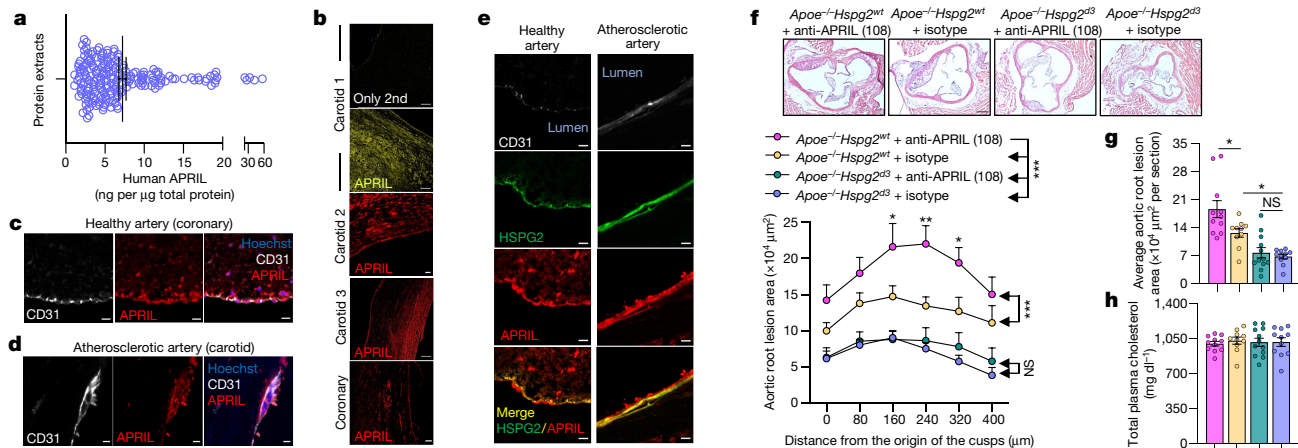 a
Protein extracts
0 5 10 15 20 30 60
Human APRIL
(ng per μg total protein)
b
Carotid 1
Only 2nd
APRIL
Carotid 2
APRIL
Carotid 3
APRIL
Coronary
APRIL
c
Healthy artery (coronary)
Hoechst
CD31
APRIL
CD31
APRIL
d
Atherosclerotic artery (carotid)
Hoechst
CD31
APRIL
CD31
APRIL
e
Healthy artery
Atherosclerotic artery
Lumen
Lumen
CD31
HSPG2
APRIL
Merge
HSPG2/APRIL
f
Apoe–/–Hspg2wt + anti-APRIL (108)
Apoe–/–Hspg2wt + isotype
Apoe–/–Hspg2d3 + anti-APRIL (108)
Apoe–/–Hspg2d3 + isotype
Apoe–/–Hspg2wt + anti-APRIL (108)
Apoe–/–Hspg2wt + isotype
Apoe–/–Hspg2d3 + anti-APRIL (108)
Apoe–/–Hspg2d3 + isotype
***
Aortic root lesion area (×10⁴ μm²)
25
20
15
10
5
0
* ** *
***
NS
0 80 160 240 320 400
Distance from the origin of the cusps (μm)
g
Average aortic root lesion
area (×10⁴ μm² per section)
35
28
21
14
7
0
*
*
NS
h
Total plasma cholesterol
(mg dl⁻¹)
1,400
1,050
700
350
0